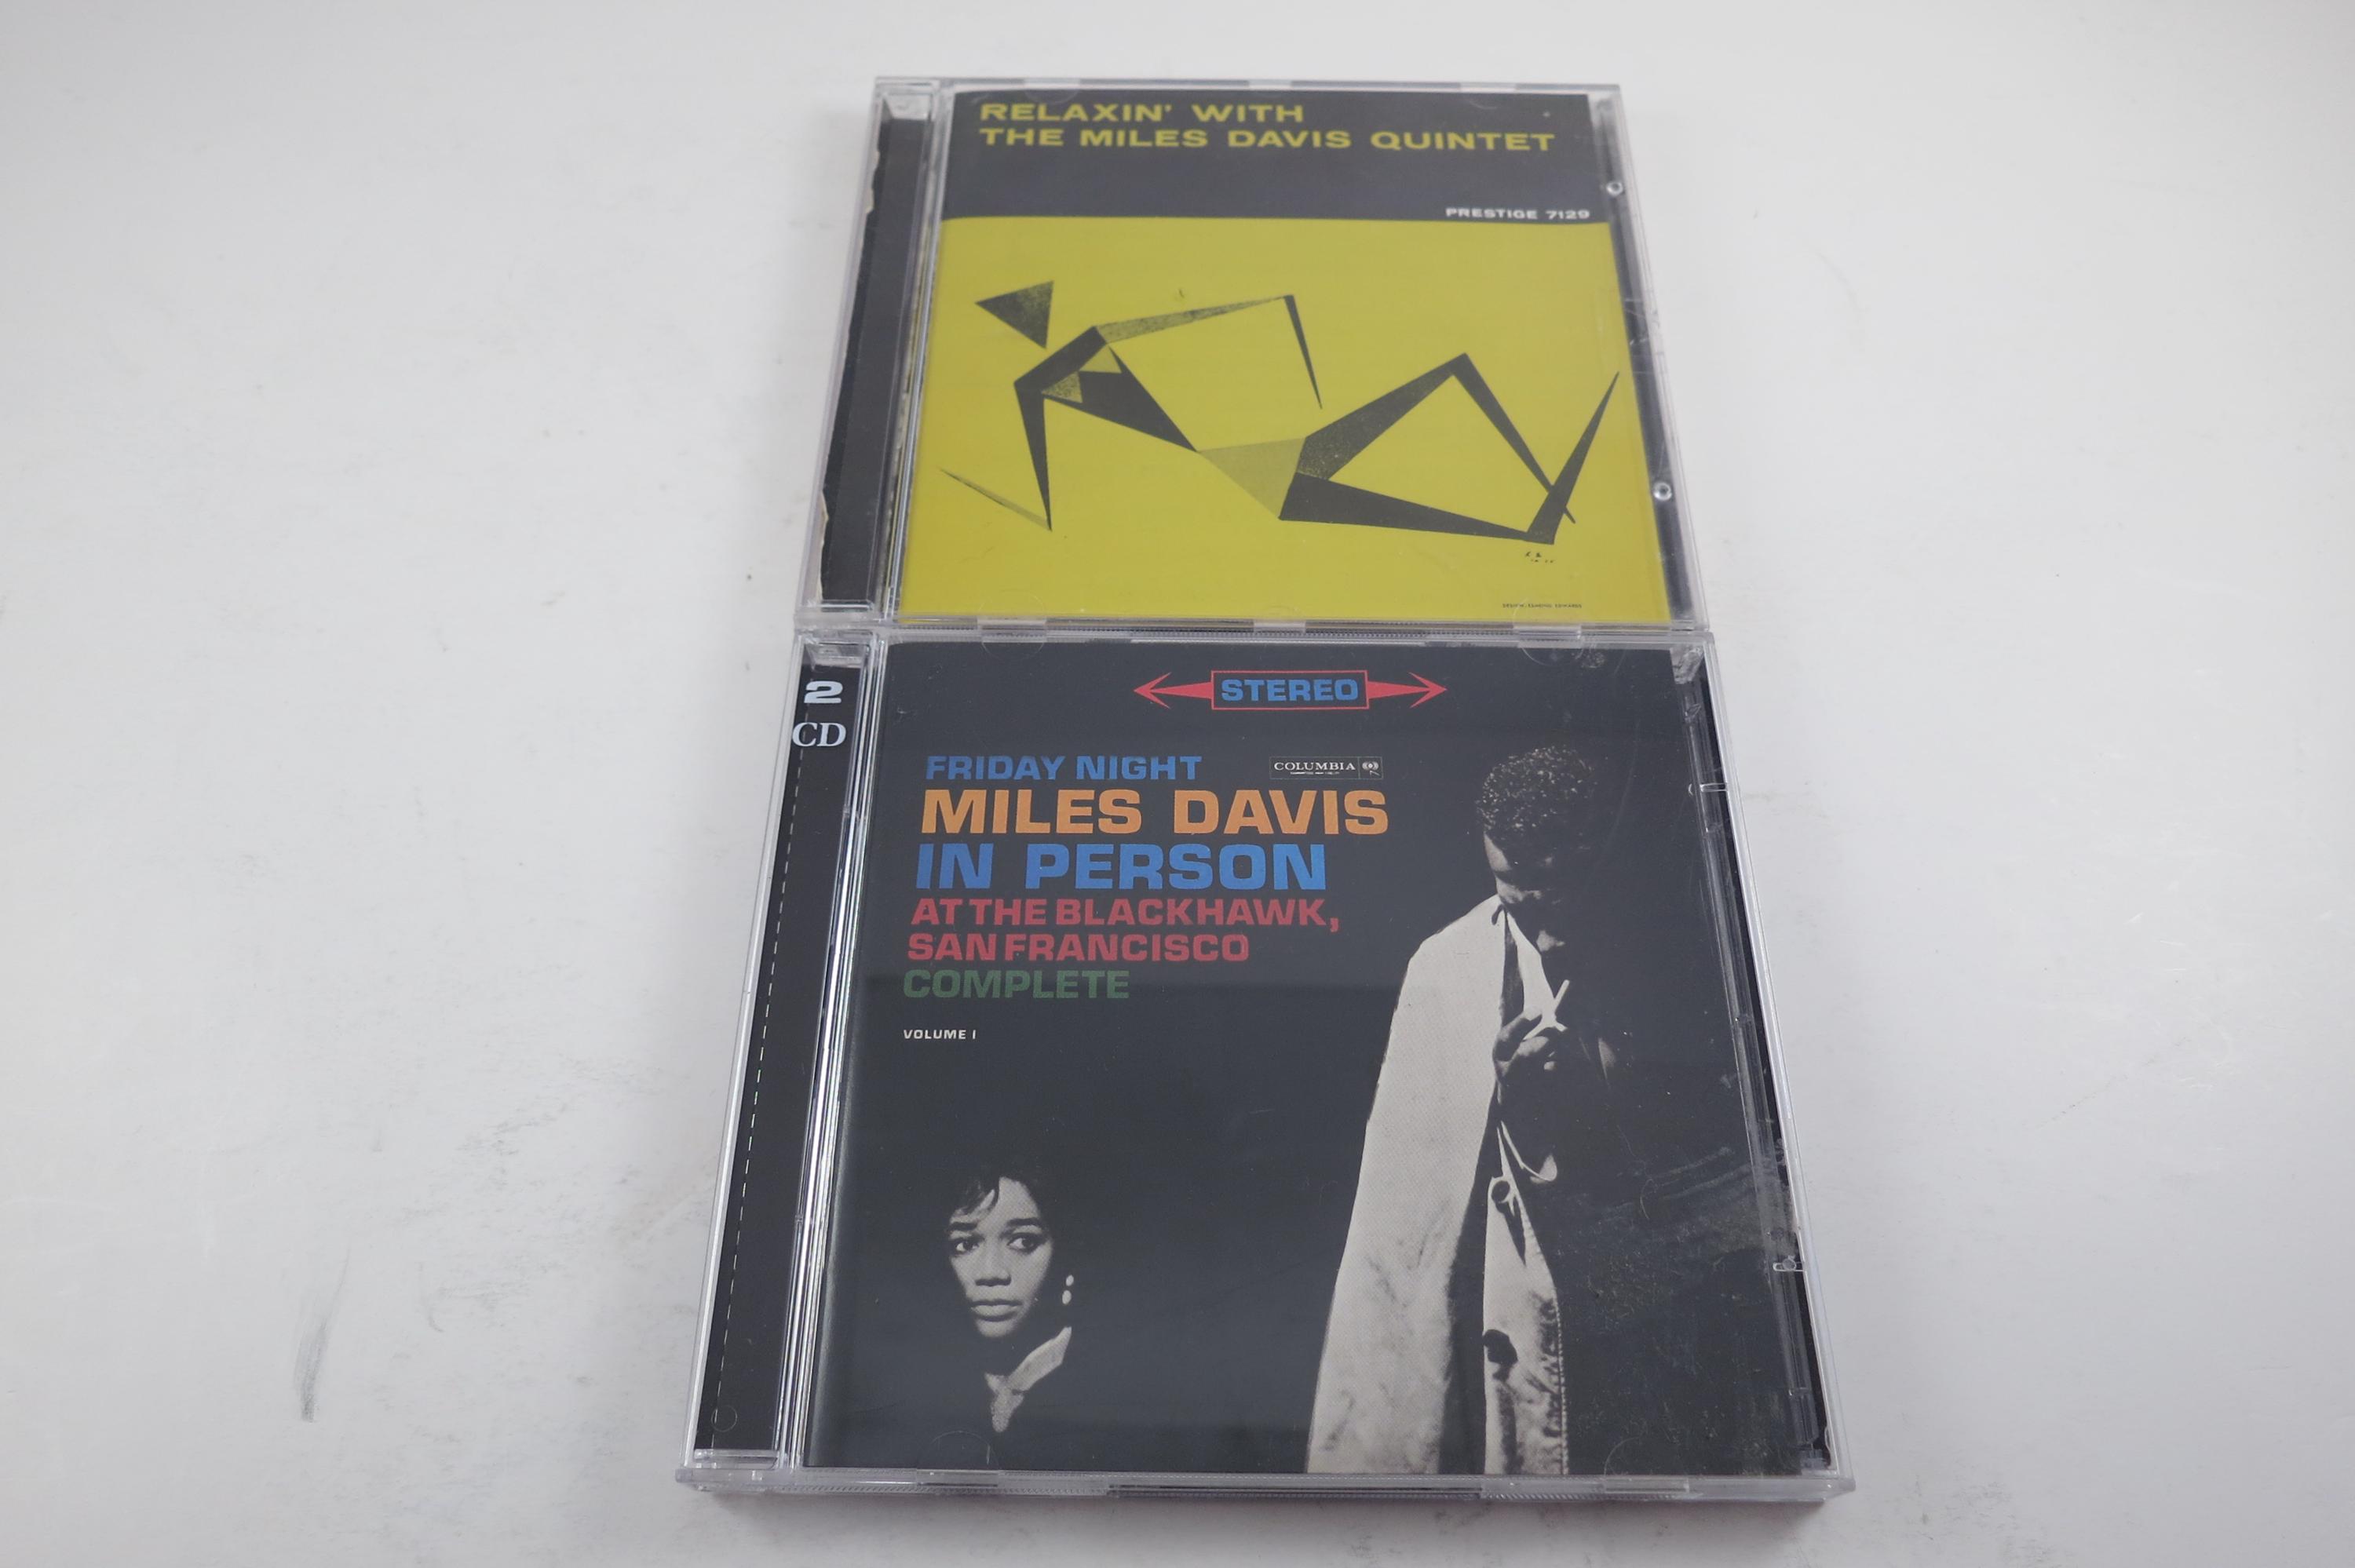 RELAXIN' WITH
THE MILES DAVIS QUINTET
PRESTIGE 7129
2
CD
STEREO
FRIDAY NIGHT
COLUMBIA
MILES DAVIS
IN PERSON
AT THE BLACKHAWK,
SAN FRANCISCO
COMPLETE
VOLUME I